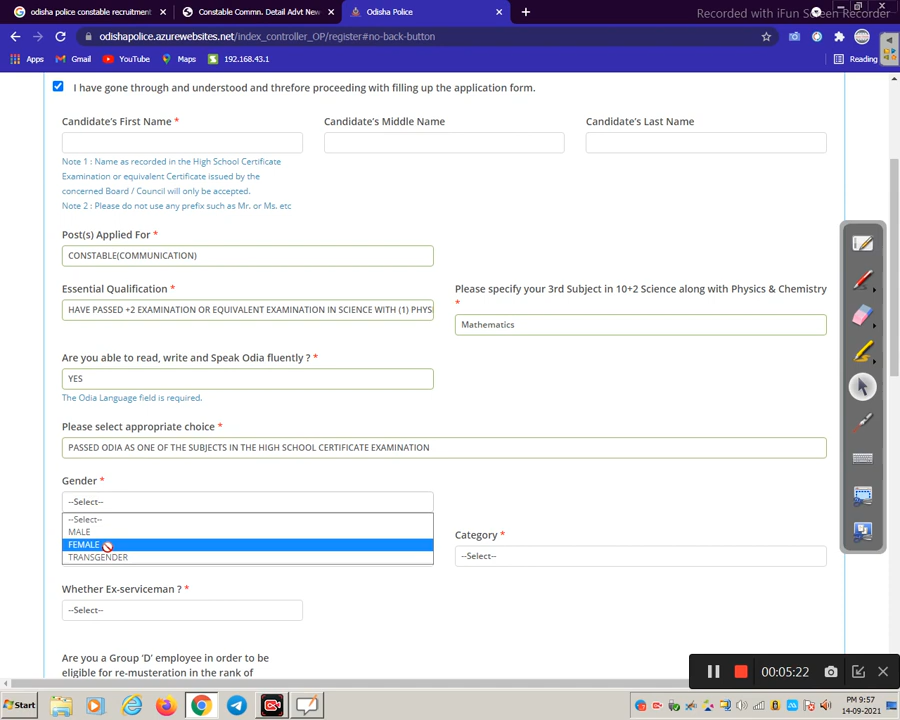 Recorded with iFun Screen Recorder
odisha police constable recruitment
Constable Commn. Detail Advt New
Odisha Police
odishapolice.azurewebsites.net/index_controller_OP/register#no-back-button
Apps
Gmail
YouTube
Maps
192.168.43.1
Reading
I have gone through and understood and threfore proceeding with filling up the application form.
Candidate's First Name *
Candidate's Middle Name
Candidate's Last Name
Note 1 : Name as recorded in the High School Certificate
Examination or equivalent Certificate issued by the
concerned Board / Council will only be accepted.
Note 2 : Please do not use any prefix such as Mr. or Ms. etc
Post(s) Applied For *
CONSTABLE(COMMUNICATION)
Essential Qualification *
HAVE PASSED +2 EXAMINATION OR EQUIVALENT EXAMINATION IN SCIENCE WITH (1) PHYS
Please specify your 3rd Subject in 10+2 Science along with Physics & Chemistry
*
Mathematics
Are you able to read, write and Speak Odia fluently ? *
YES
The Odia Language field is required.
Please select appropriate choice *
PASSED ODIA AS ONE OF THE SUBJECTS IN THE HIGH SCHOOL CERTIFICATE EXAMINATION
Gender *
--Select--
--Select--
MALE
FEMALE
TRANSGENDER
Category *
--Select--
Whether Ex-serviceman ? *
--Select--
Are you a Group 'D' employee in order to be
eligible for re-musteration in the rank of
00:05:22
Start
PM 9:57
14-09-2021